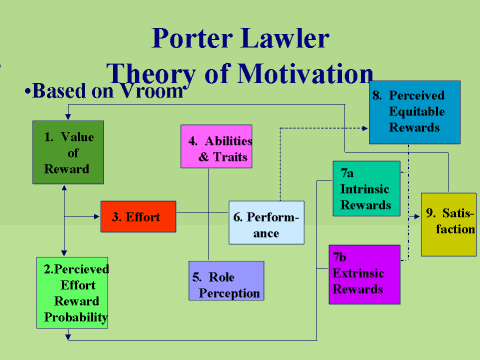 Porter Lawler
Theory of Motivation
•Based on Vroom
8. Perceived
Equitable
Rewards
1. Value
of
Reward
4. Abilities
& Traits
7a
Intrinsic
Rewards
3. Effort
6. Perform-
ance
9. Satis-
faction
2.Percieved
Effort
Reward
Probability
5. Role
Perception
7b
Extrinsic
Rewards